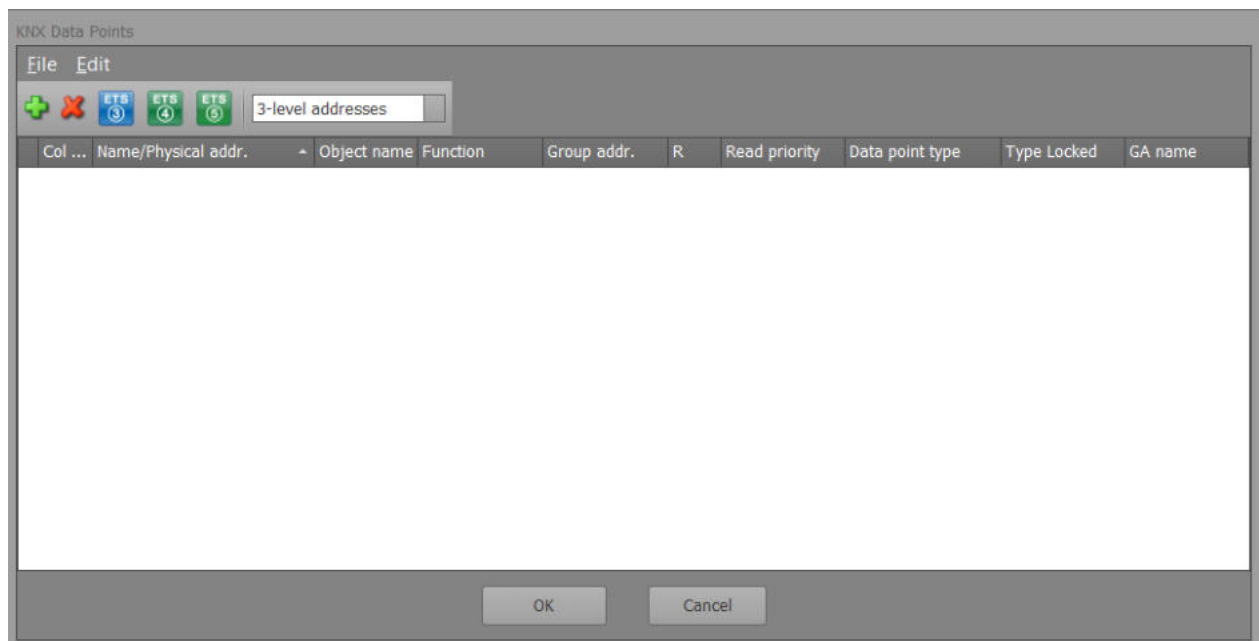 KNX Data Points
File Edit
ETS 3 ETS 4 ETS 5 3-level addresses
Col ... Name/Physical addr. Object name Function Group addr. R Read priority Data point type Type Locked GA name
OK Cancel